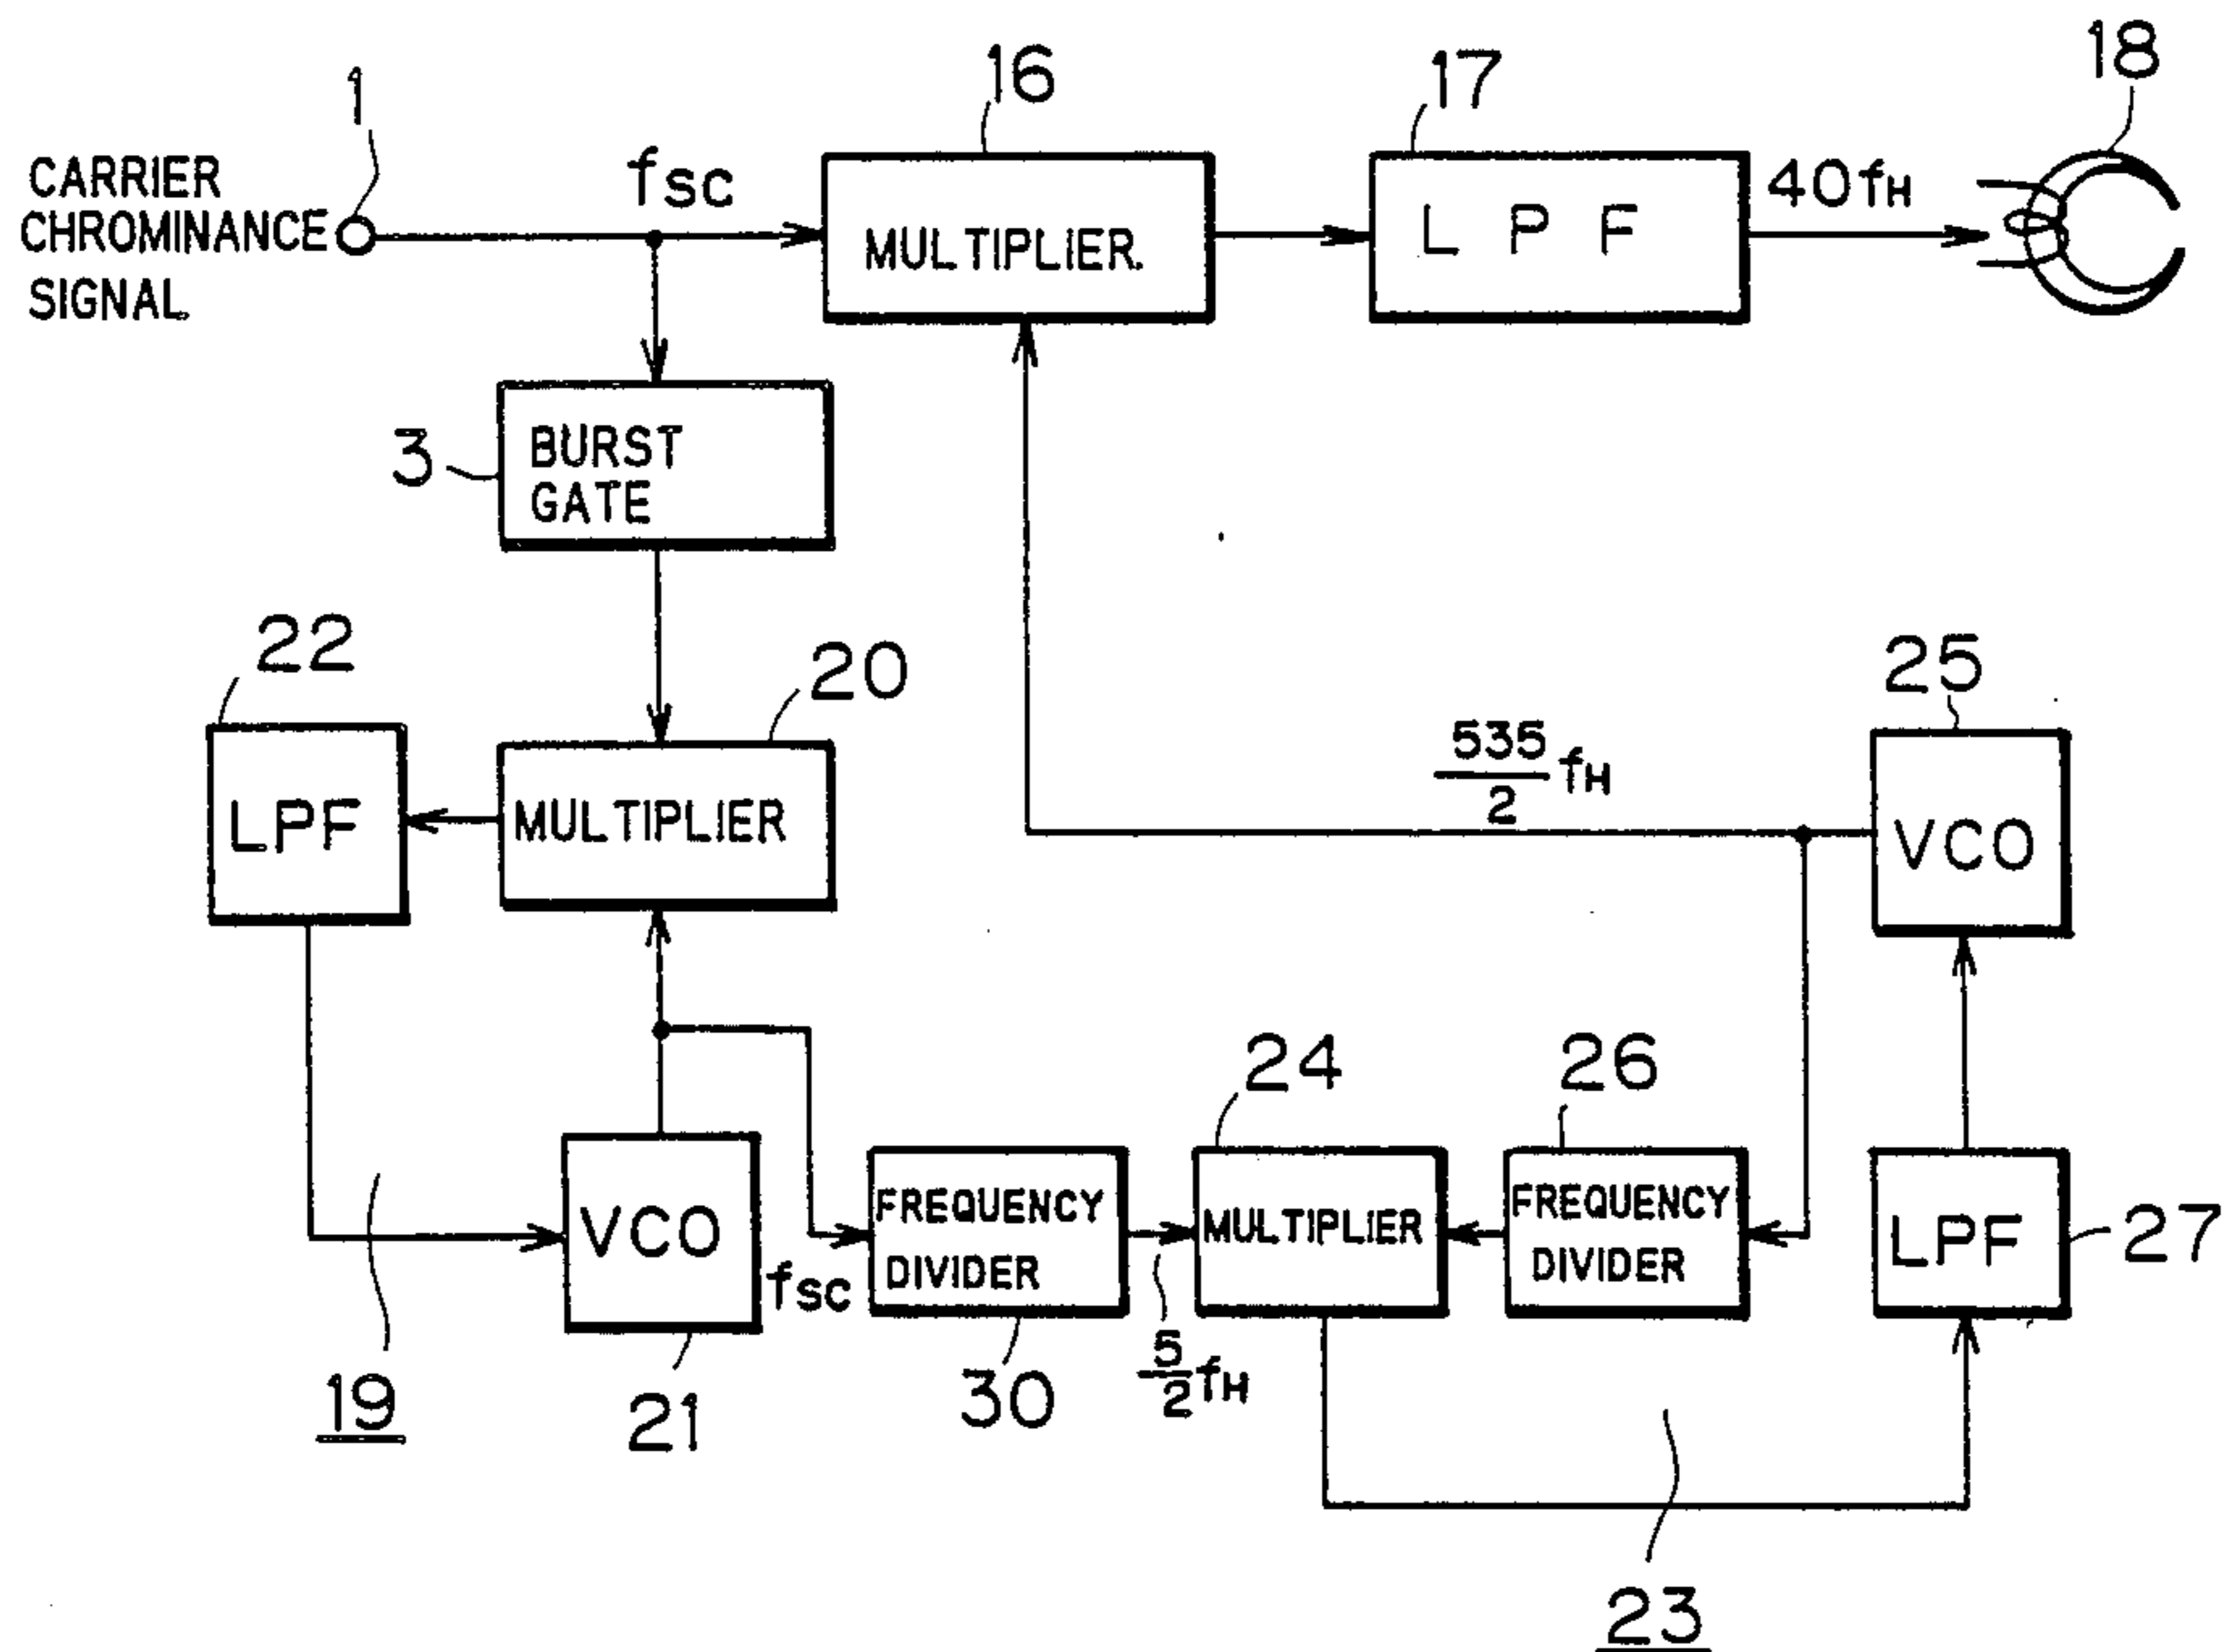 1
16
17
18
CARRIER
CHROMINANCE
SIGNAL
fsc
MULTIPLIER.
L P F
40fH
3
BURST
GATE
22
20
25
LPF
MULTIPLIER
535/2 fH
VCO
24
26
VCO
fsc
FREQUENCY
DIVIDER
MULTIPLIER
FREQUENCY
DIVIDER
LPF
27
19
21
30
5/2 fH
23